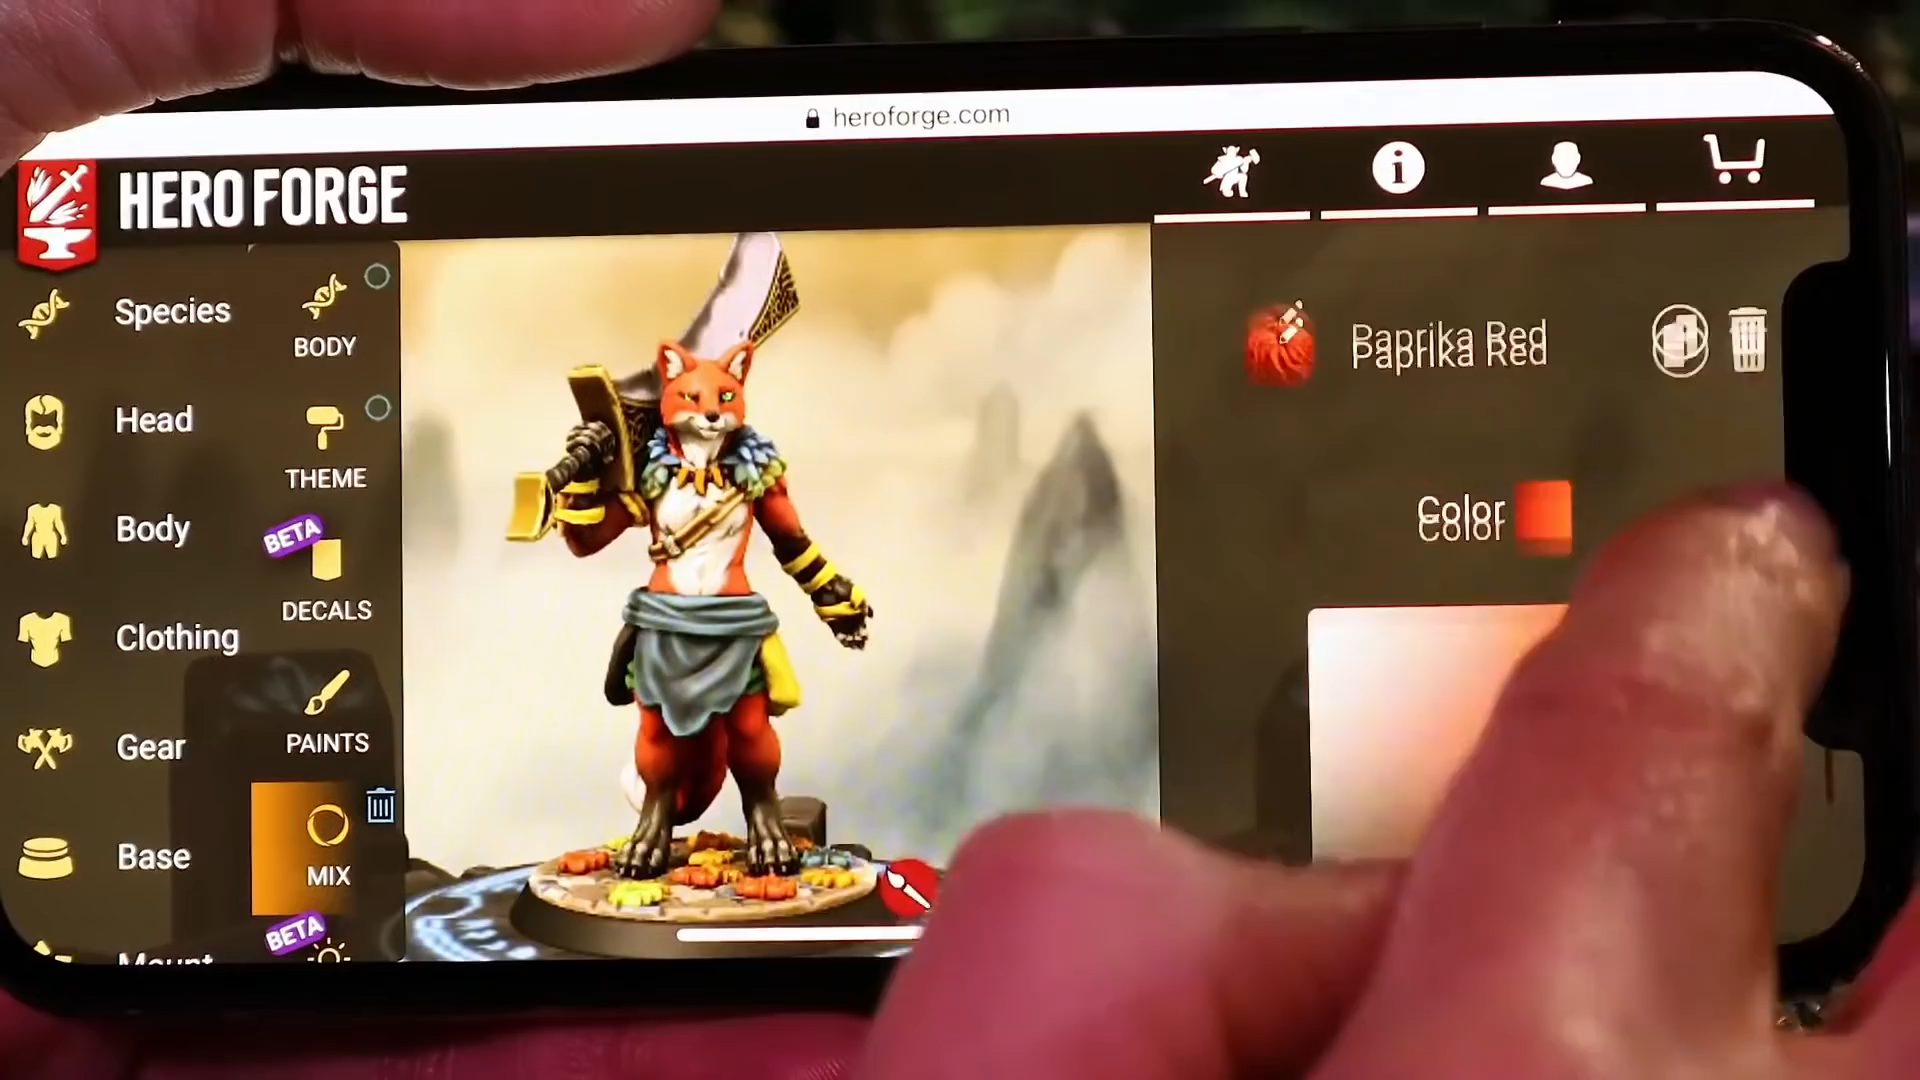 heroforge.com
HERO FORGE
i
Species
Head
Body
Clothing
Gear
Base
Mount
BODY
THEME
BETA
DECALS
PAINTS
MIX
BETA
Paprika Red
Color